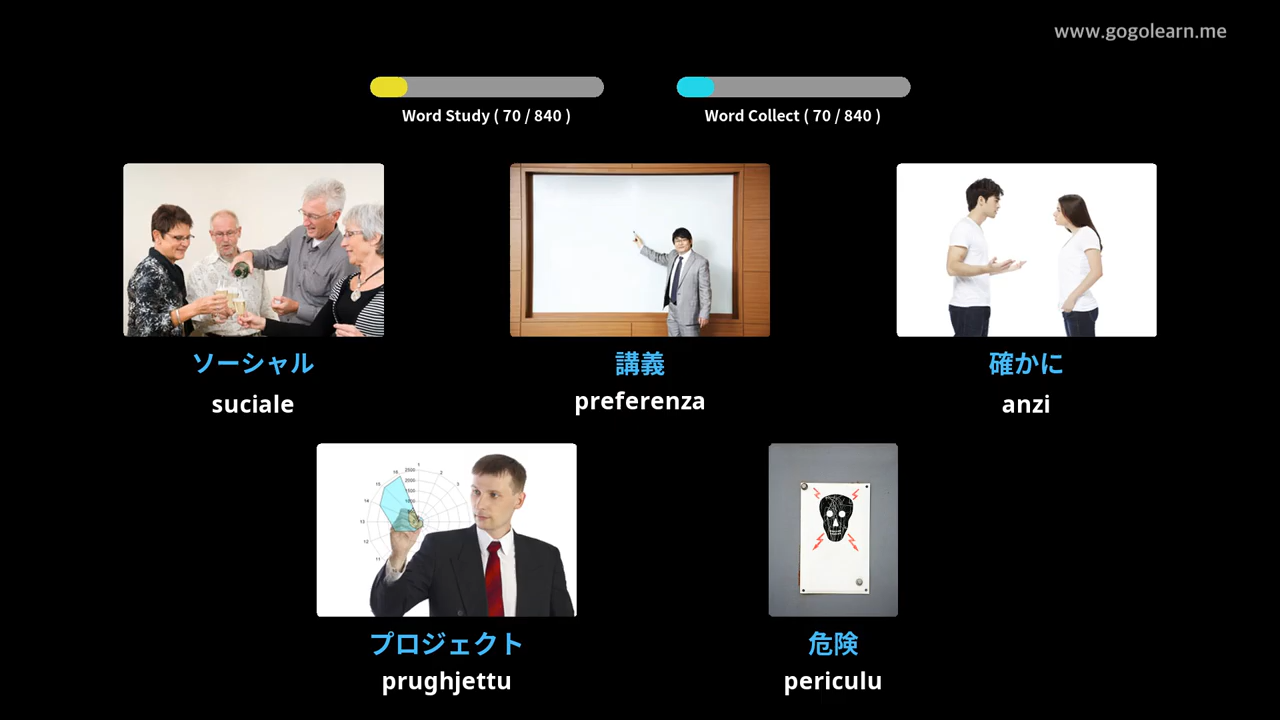 www.gogolearn.me
Word Study ( 70 / 840 )
Word Collect ( 70 / 840 )
ソーシャル
suciale
講義
preferenza
確かに
anzi
プロジェクト
prughjettu
危険
periculu